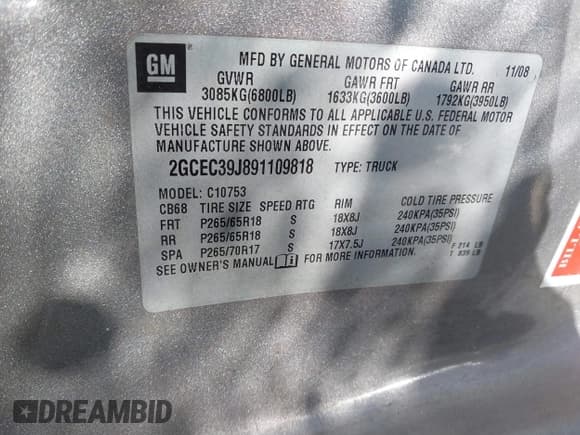 GM
MFD BY GENERAL MOTORS OF CANADA LTD. 11/08
GVWR GAWR FRT GAWR RR
3085KG(6800LB) 1633KG(3600LB) 1792KG(3950LB)
THIS VEHICLE CONFORMS TO ALL APPLICABLE U.S. FEDERAL MOTOR
VEHICLE SAFETY STANDARDS IN EFFECT ON THE DATE OF
MANUFACTURE SHOWN ABOVE.
2GCEC39J891109818 TYPE: TRUCK
MODEL: C10753
CB68 TIRE SIZE SPEED RTG RIM COLD TIRE PRESSURE
FRT P265/65R18 S 18X8J 240KPA(35PSI)
RR P265/65R18 S 18X8J 240KPA(35PSI)
SPA P265/70R17 S 17X7.5J 240KPA(35PSI)
SEE OWNER'S MANUAL FOR MORE INFORMATION.
F 214 LB
T 839 LB
DREAMBID